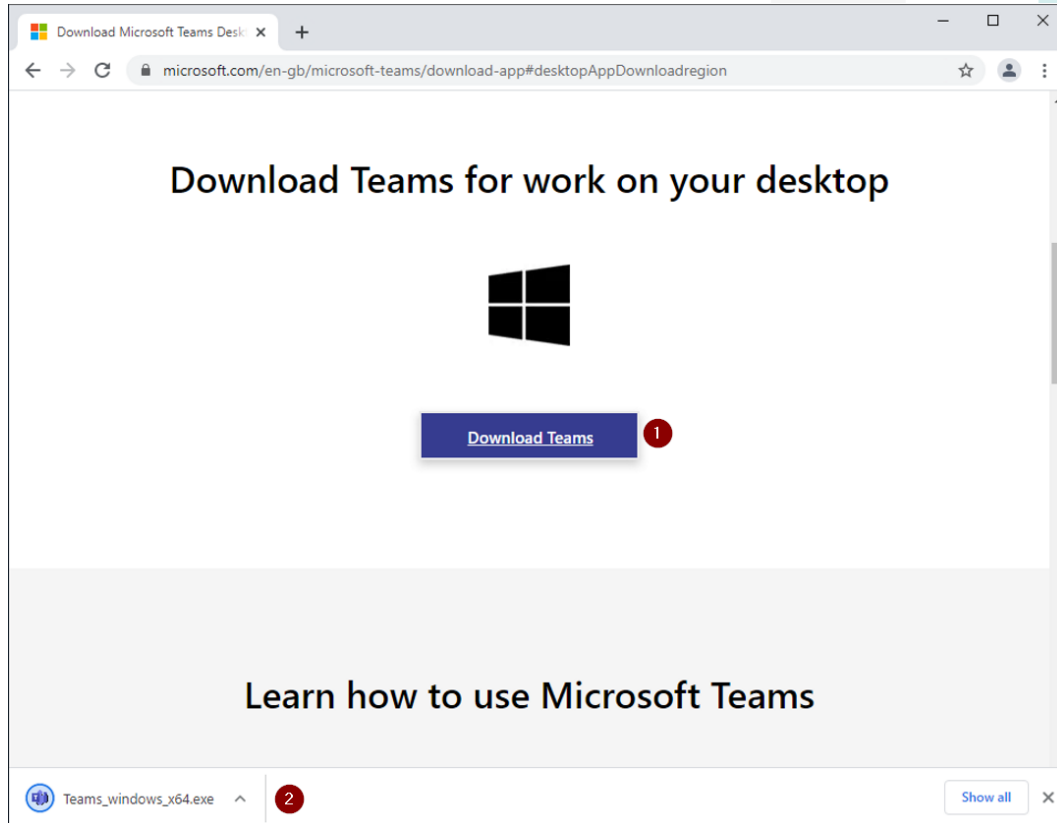 Download Microsoft Teams Desk
microsoft.com/en-gb/microsoft-teams/download-app#desktopAppDownloadregion
Download Teams for work on your desktop
Download Teams
1
Learn how to use Microsoft Teams
Teams_windows_x64.exe
2
Show all